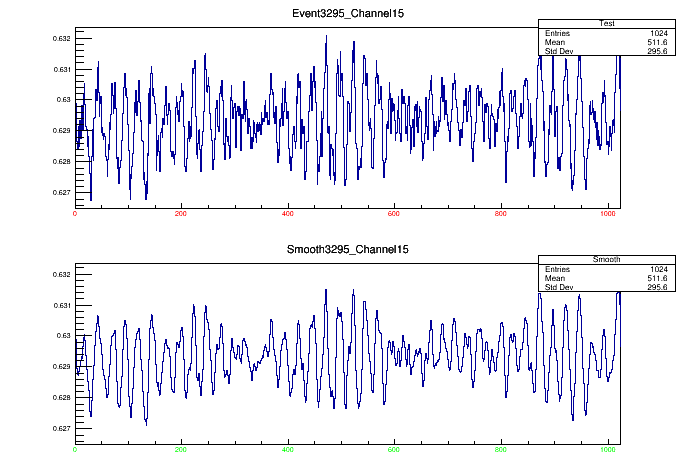 Event3295_Channel15
Test
Entries 1024
Mean 511.6
Std Dev 295.6
0.632
0.631
0.63
0.629
0.628
0.627
0 200 400 600 800 1000
Smooth3295_Channel15
Smooth
Entries 1024
Mean 511.6
Std Dev 295.6
0.632
0.631
0.63
0.629
0.628
0.627
0 200 400 600 800 1000